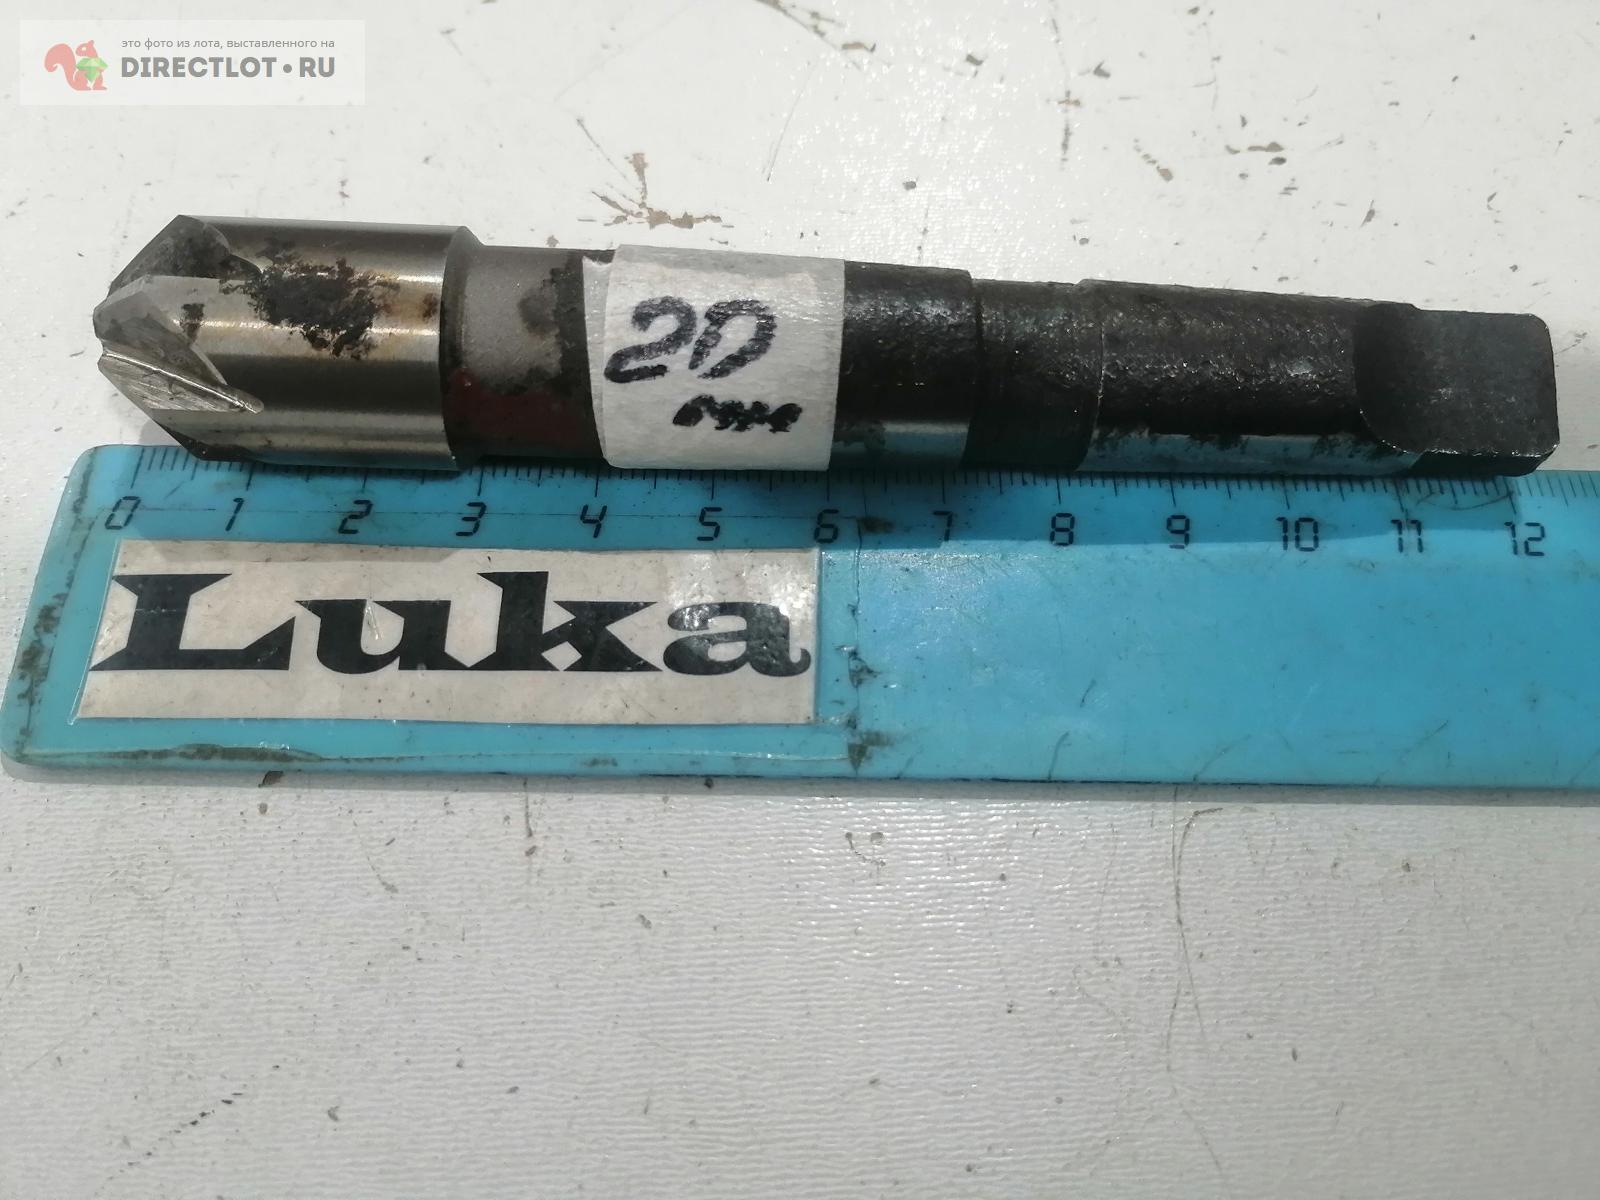 это фото из лота, выставленного на
DIRECTLOT•RU
20
0 1 2 3 4 5 6 7 8 9 10 11 12
Luka